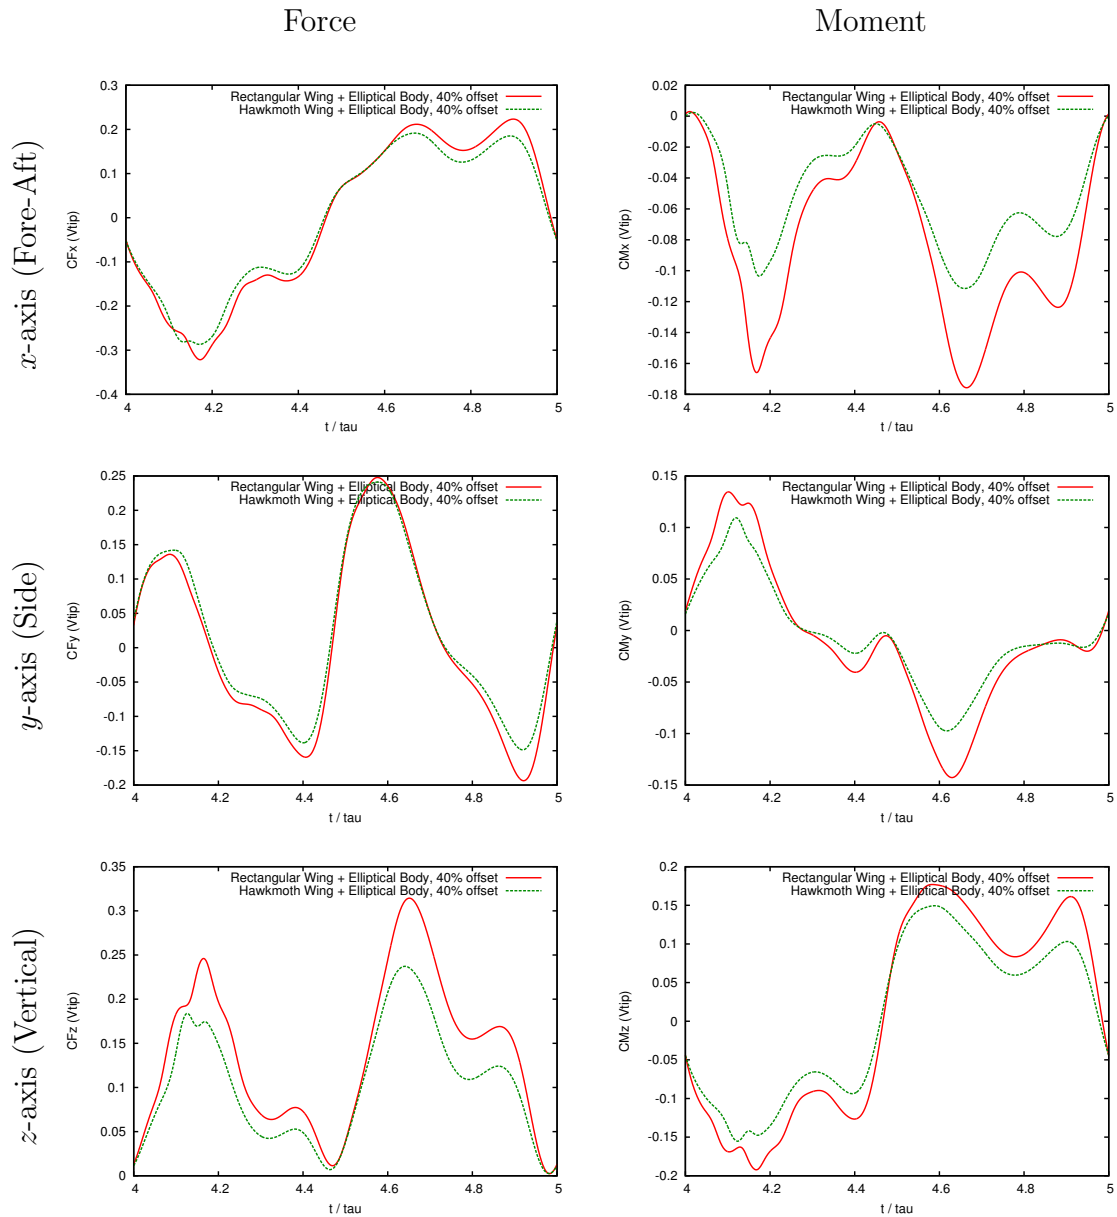 Force
Moment
x-axis (Fore-Aft)
CFx (Vtip)
Rectangular Wing + Elliptical Body, 40% offset
Hawkmoth Wing + Elliptical Body, 40% offset
0.3
0.2
0.1
0
-0.1
-0.2
-0.3
-0.4
4 4.2 4.4 4.6 4.8 5
t / tau
CMx (Vtip)
Rectangular Wing + Elliptical Body, 40% offset
Hawkmoth Wing + Elliptical Body, 40% offset
0.02
0
-0.02
-0.04
-0.06
-0.08
-0.1
-0.12
-0.14
-0.16
-0.18
4 4.2 4.4 4.6 4.8 5
t / tau
y-axis (Side)
CFy (Vtip)
Rectangular Wing + Elliptical Body, 40% offset
Hawkmoth Wing + Elliptical Body, 40% offset
0.25
0.2
0.15
0.1
0.05
0
-0.05
-0.1
-0.15
-0.2
4 4.2 4.4 4.6 4.8 5
t / tau
CMy (Vtip)
Rectangular Wing + Elliptical Body, 40% offset
Hawkmoth Wing + Elliptical Body, 40% offset
0.15
0.1
0.05
0
-0.05
-0.1
-0.15
4 4.2 4.4 4.6 4.8 5
t / tau
z-axis (Vertical)
CFz (Vtip)
Rectangular Wing + Elliptical Body, 40% offset
Hawkmoth Wing + Elliptical Body, 40% offset
0.35
0.3
0.25
0.2
0.15
0.1
0.05
0
4 4.2 4.4 4.6 4.8 5
t / tau
CMz (Vtip)
Rectangular Wing + Elliptical Body, 40% offset
Hawkmoth Wing + Elliptical Body, 40% offset
0.2
0.15
0.1
0.05
0
-0.05
-0.1
-0.15
-0.2
4 4.2 4.4 4.6 4.8 5
t / tau